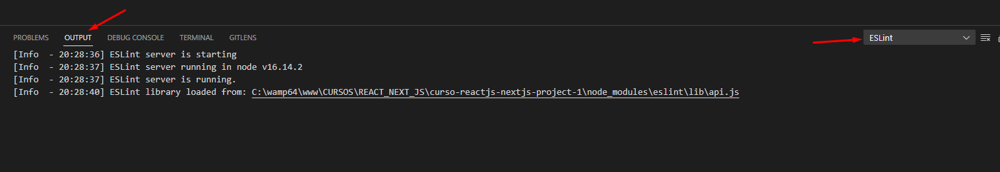 PROBLEMS OUTPUT DEBUG CONSOLE TERMINAL GITLENS ESLint
[Info  - 20:28:36] ESLint server is starting
[Info  - 20:28:37] ESLint server running in node v16.14.2
[Info  - 20:28:37] ESLint server is running.
[Info  - 20:28:40] ESLint library loaded from: C:\wamp64\www\CURSOS\REACT_NEXT_JS\curso-reactjs-nextjs-project-1\node_modules\eslint\lib\api.js